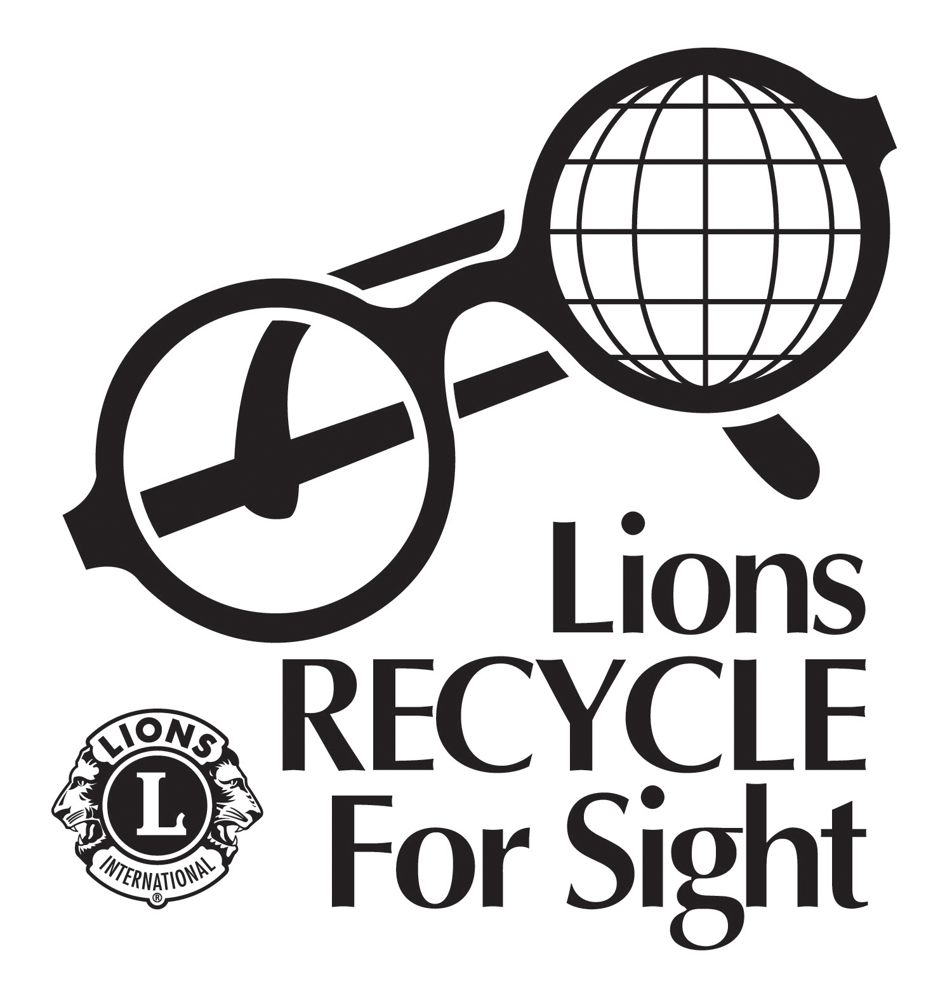 Lions
RECYCLE
For Sight
LIONS
L
INTERNATIONAL
®